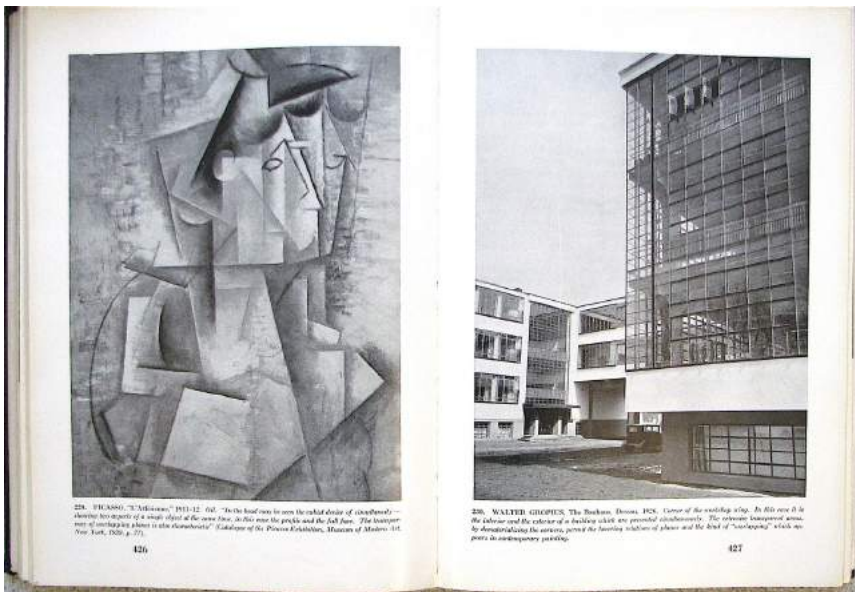 229. PICASSO, "L'Arlésienne," 1911-12. Oil. "In the head may be seen the cubist device of simultaneity—
showing two aspects of a single object at the same time, in this case the profile and the full face. The transpar-
ency of overlapping planes is also characteristic" (Catalogue of the Picasso Exhibition, Museum of Modern Art,
New York, 1939, p. 77).
426
230. WALTER GROPIUS, The Bauhaus, Dessau, 1926. Corner of the workshop wing. In this case it is
the interior and the exterior of a building which are presented simultaneously. The extensive transparent areas,
by dematerializing the corners, permit the hovering relations of planes and the kind of "overlapping" which ap-
pears in contemporary painting.
427